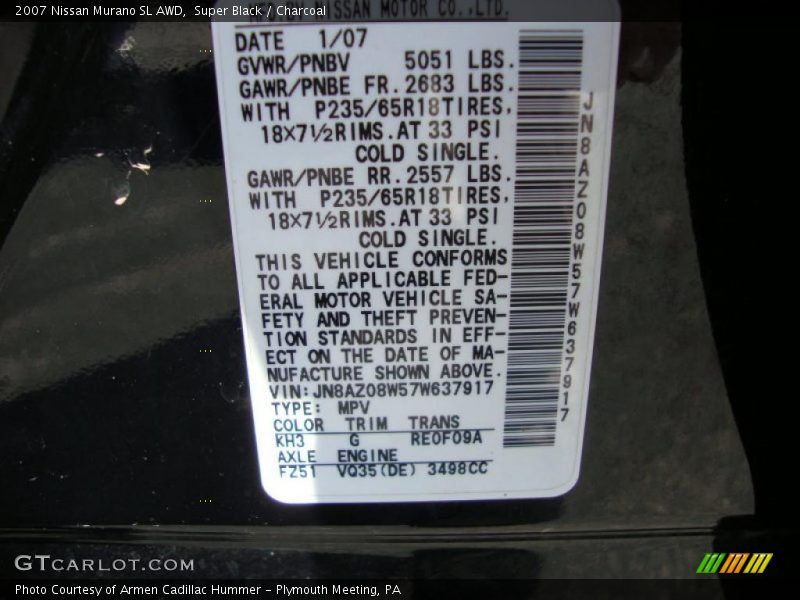 2007 Nissan Murano SL AWD,  Super Black / Charcoal
NISSAN MOTOR CO.,LTD.
DATE 1/07
GVWR/PNBV 5051 LBS.
GAWR/PNBE FR.2683 LBS.
WITH P235/65R18TIRES,
18X7½RIMS.AT 33 PSI
COLD SINGLE.
GAWR/PNBE RR.2557 LBS.
WITH P235/65R18TIRES,
18X7½RIMS.AT 33 PSI
COLD SINGLE.
THIS VEHICLE CONFORMS
TO ALL APPLICABLE FED-
ERAL MOTOR VEHICLE SA-
FETY AND THEFT PREVEN-
TION STANDARDS IN EFF-
ECT ON THE DATE OF MA-
NUFACTURE SHOWN ABOVE.
VIN:JN8AZ08W57W637917
TYPE: MPV
COLOR TRIM TRANS
KH3 G RE0F09A
AXLE ENGINE
FZ51 VQ35(DE) 3498CC
JN8AZ08W57W637917
GTCARLOT.COM
Photo Courtesy of Armen Cadillac Hummer - Plymouth Meeting, PA